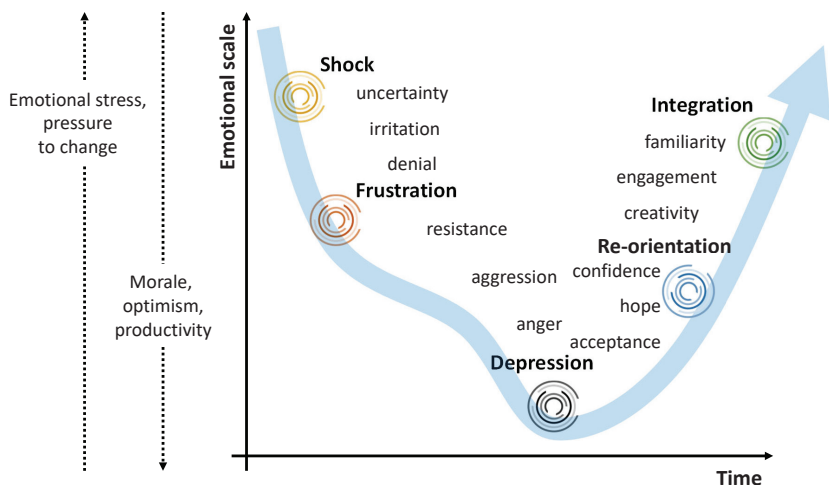 Emotional stress,
pressure
to change
Morale,
optimism,
productivity
Emotional scale
Shock
uncertainty
irritation
denial
Frustration
resistance
aggression
anger
Depression
Integration
familiarity
engagement
creativity
Re-orientation
confidence
hope
acceptance
Time